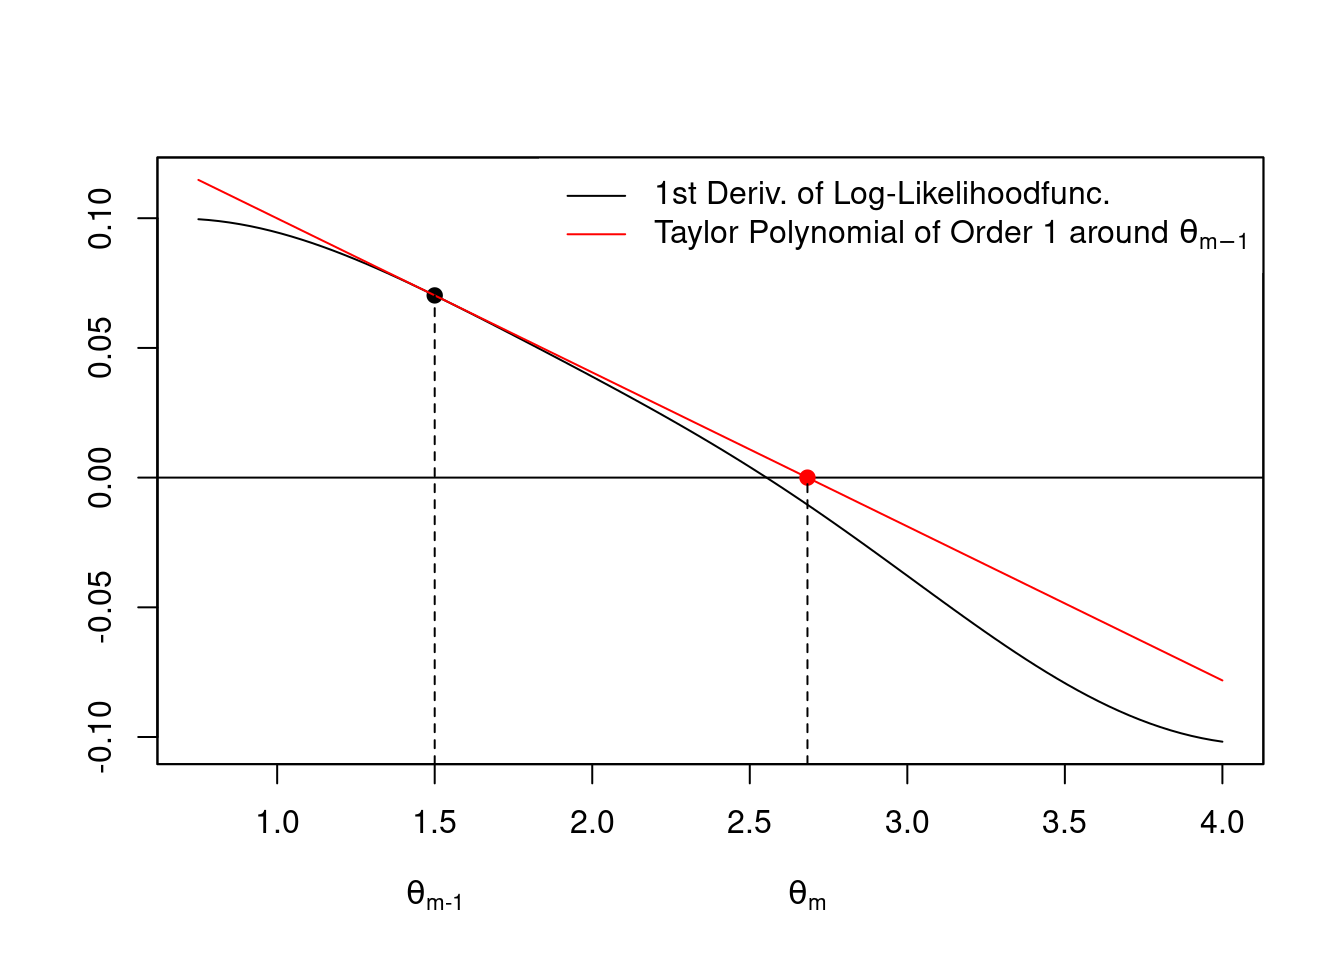 1st Deriv. of Log-Likelihoodfunc.
Taylor Polynomial of Order 1 around θm−1
0.10
0.05
0.00
-0.05
-0.10
1.0 1.5 2.0 2.5 3.0 3.5 4.0
θm-1 θm